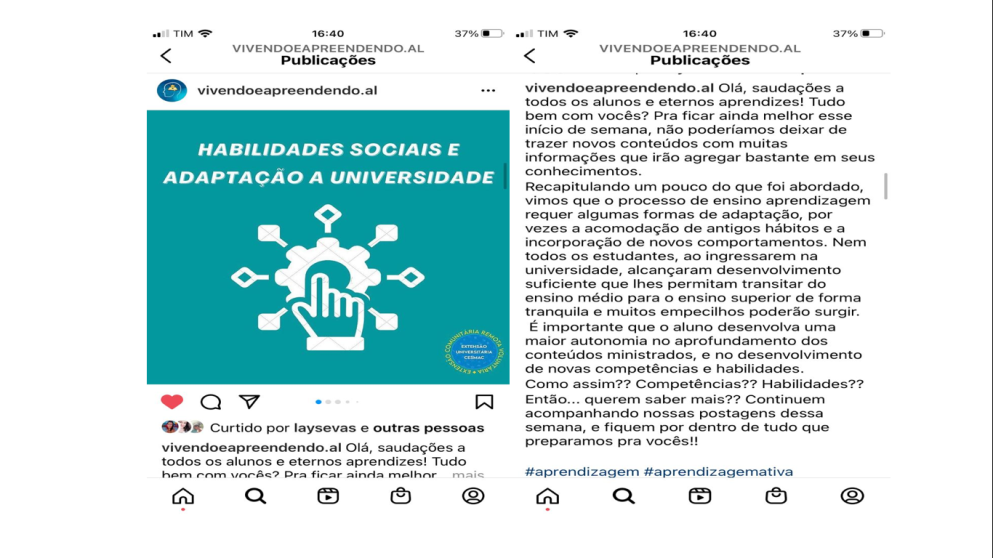 TIM 16:40 37%
VIVENDOEAPREENDENDO.AL
Publicações
vivendoeapreendendo.al
HABILIDADES SOCIAIS E
ADAPTAÇÃO A UNIVERSIDADE
EXTENSÃO COMUNITÁRIA REMOTA VOLUNTÁRIA
EXTENSÃO
UNIVERSITÁRIA
CESMAC
Curtido por laysevas e outras pessoas
vivendoeapreendendo.al Olá, saudações a
todos os alunos e eternos aprendizes! Tudo
bem com vocês? Pra ficar ainda melhor... mais
TIM 16:40 37%
VIVENDOEAPREENDENDO.AL
Publicações
vivendoeapreendendo.al Olá, saudações a
todos os alunos e eternos aprendizes! Tudo
bem com vocês? Pra ficar ainda melhor esse
início de semana, não poderíamos deixar de
trazer novos conteúdos com muitas
informações que irão agregar bastante em seus
conhecimentos.
Recapitulando um pouco do que foi abordado,
vimos que o processo de ensino aprendizagem
requer algumas formas de adaptação, por
vezes a acomodação de antigos hábitos e a
incorporação de novos comportamentos. Nem
todos os estudantes, ao ingressarem na
universidade, alcançaram desenvolvimento
suficiente que lhes permitam transitar do
ensino médio para o ensino superior de forma
tranquila e muitos empecilhos poderão surgir.
É importante que o aluno desenvolva uma
maior autonomia no aprofundamento dos
conteúdos ministrados, e no desenvolvimento
de novas competências e habilidades.
Como assim?? Competências?? Habilidades??
Então... querem saber mais?? Continuem
acompanhando nossas postagens dessa
semana, e fiquem por dentro de tudo que
preparamos pra vocês!!
#aprendizagem #aprendizagemativa